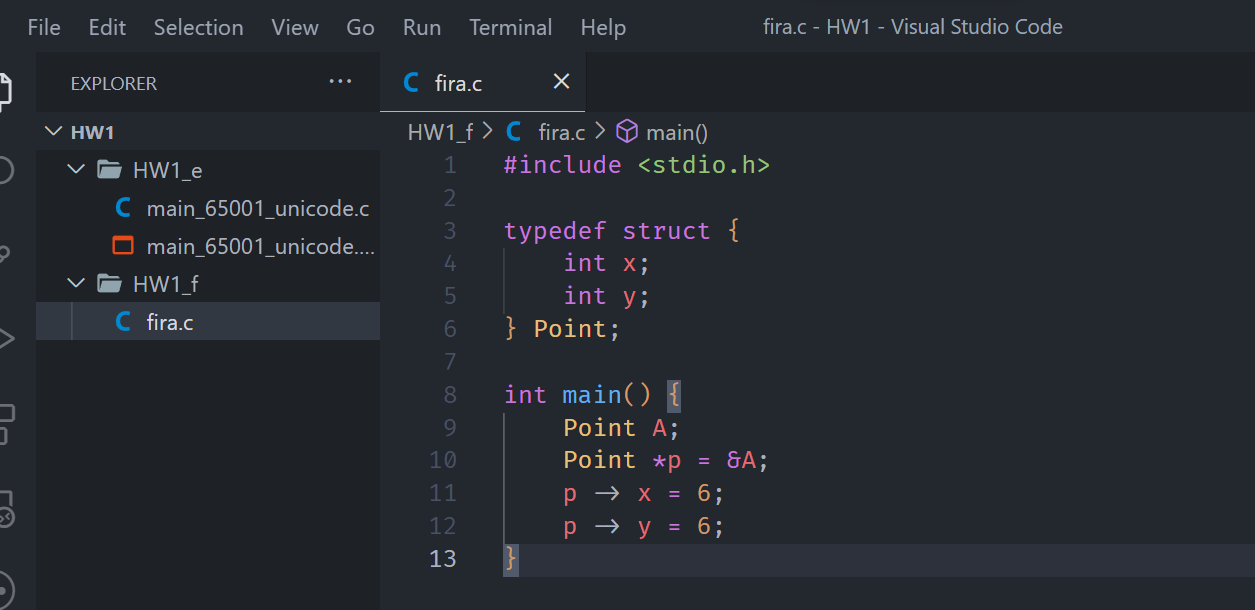 File Edit Selection View Go Run Terminal Help fira.c - HW1 - Visual Studio Code
EXPLORER ...
fira.c
HW1
HW1_f > C fira.c > main()
HW1_e
main_65001_unicode.c
main_65001_unicode....
HW1_f
fira.c
1 #include <stdio.h>
2
3 typedef struct {
4 int x;
5 int y;
6 } Point;
7
8 int main() {
9 Point A;
10 Point *p = &A;
11 p -> x = 6;
12 p -> y = 6;
13 }